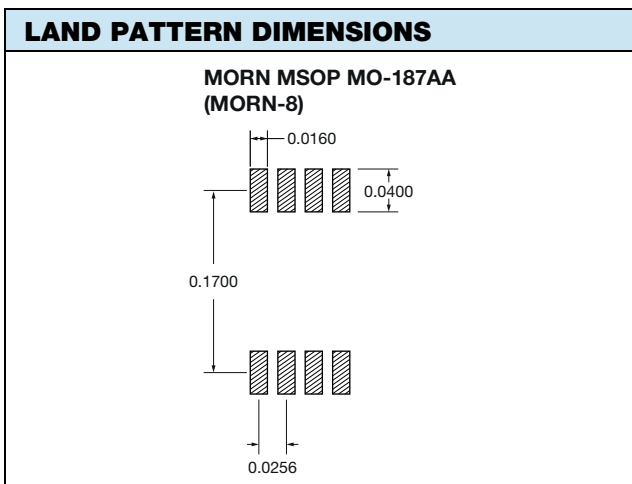 LAND PATTERN DIMENSIONS
MORN MSOP MO-187AA
(MORN-8)
0.0160
0.0400
0.1700
0.0256